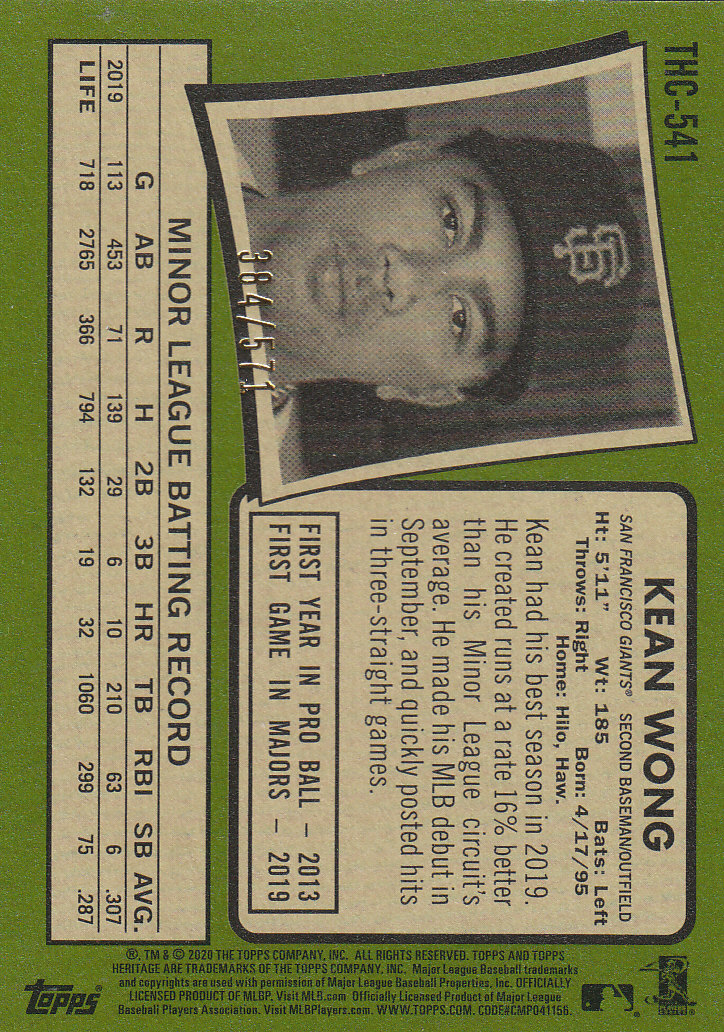 THC-541
SF
384/571
KEAN WONG
SAN FRANCISCO GIANTS® SECOND BASEMAN/OUTFIELD
Ht: 5'11" Wt: 185 Bats: Left
Throws: Right Born: 4/17/95
Home: Hilo, Haw.
Kean had his best season in 2019.
He created runs at a rate 16% better
than his Minor League circuit's
average. He made his MLB debut in
September, and quickly posted hits
in three-straight games.
FIRST YEAR IN PRO BALL – 2013
FIRST GAME IN MAJORS – 2019
MINOR LEAGUE BATTING RECORD
G AB R H 2B 3B HR TB RBI SB AVG.
2019 113 453 71 139 29 6 10 210 63 6 .307
LIFE 718 2765 366 794 132 19 32 1060 299 75 .287
®, TM & © 2020 THE TOPPS COMPANY, INC. ALL RIGHTS RESERVED. TOPPS AND TOPPS
HERITAGE ARE TRADEMARKS OF THE TOPPS COMPANY, INC. Major League Baseball trademarks
and copyrights are used with permission of Major League Baseball Properties, Inc. OFFICIALLY
LICENSED PRODUCT OF MLBP. Visit MLB.com Officially Licensed Product of Major League
Baseball Players Association. Visit MLBPlayers.com. WWW.TOPPS.COM. CODE#CMP041156.
topps®